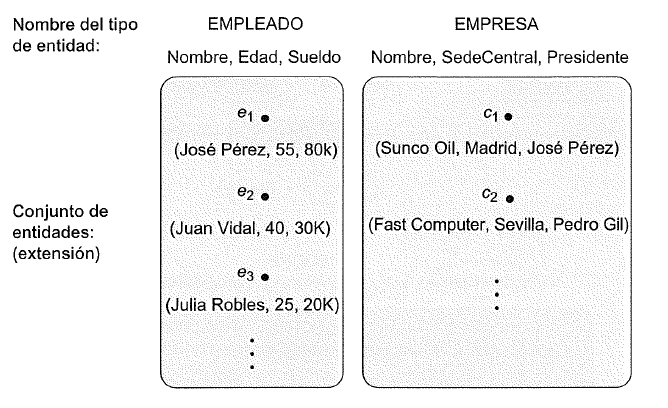 Nombre del tipo
de entidad:
EMPLEADO
EMPRESA
Nombre, Edad, Sueldo
Nombre, SedeCentral, Presidente
Conjunto de
entidades:
(extensión)
e1
(José Pérez, 55, 80k)
e2
(Juan Vidal, 40, 30K)
e3
(Julia Robles, 25, 20K)
c1
(Sunco Oil, Madrid, José Pérez)
c2
(Fast Computer, Sevilla, Pedro Gil)